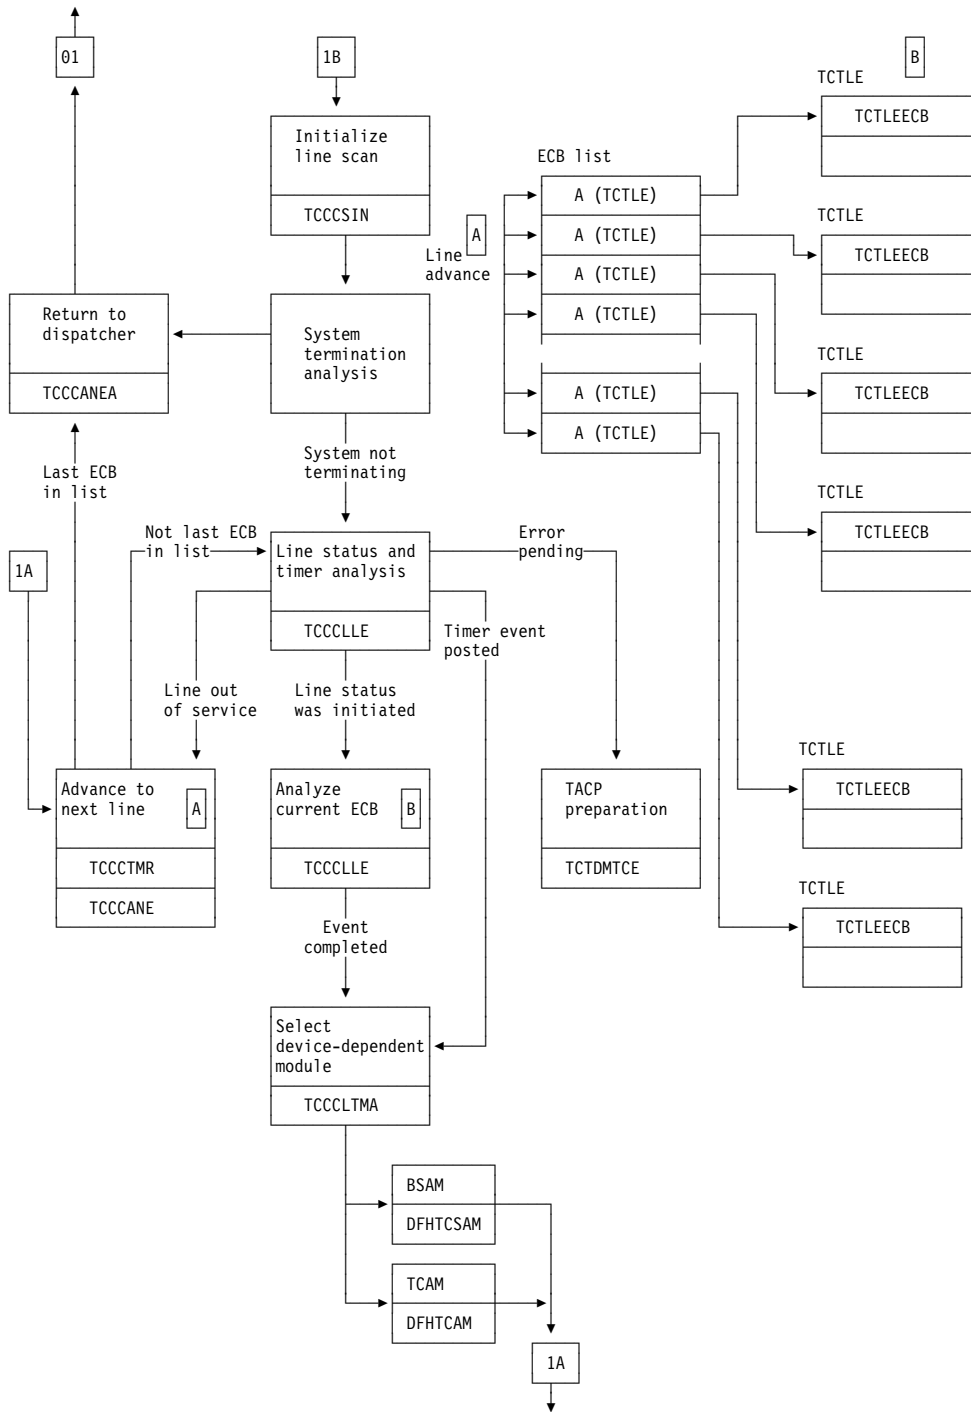 01
1B
B
TCTLE
TCTLEECB
Initialize
line scan
TCCCSIN
ECB list
A (TCTLE)
A (TCTLE)
A (TCTLE)
A (TCTLE)
A (TCTLE)
A (TCTLE)
A
Line
advance
TCTLE
TCTLEECB
Return to
dispatcher
TCCCANEA
System
termination
analysis
TCTLE
TCTLEECB
Last ECB
in list
System not
terminating
TCTLE
TCTLEECB
1A
Not last ECB
in list
Line status and
timer analysis
TCCCLLE
Error
pending
Timer event
posted
Line out
of service
Line status
was initiated
Advance to
next line
A
TCCCTMR
TCCCANE
Analyze
current ECB
B
TCCCLLE
TACP
preparation
TCTDMTCE
TCTLE
TCTLEECB
TCTLE
TCTLEECB
Event
completed
Select
device-dependent
module
TCCCLTMA
BSAM
DFHTCSAM
TCAM
DFHTCAM
1A